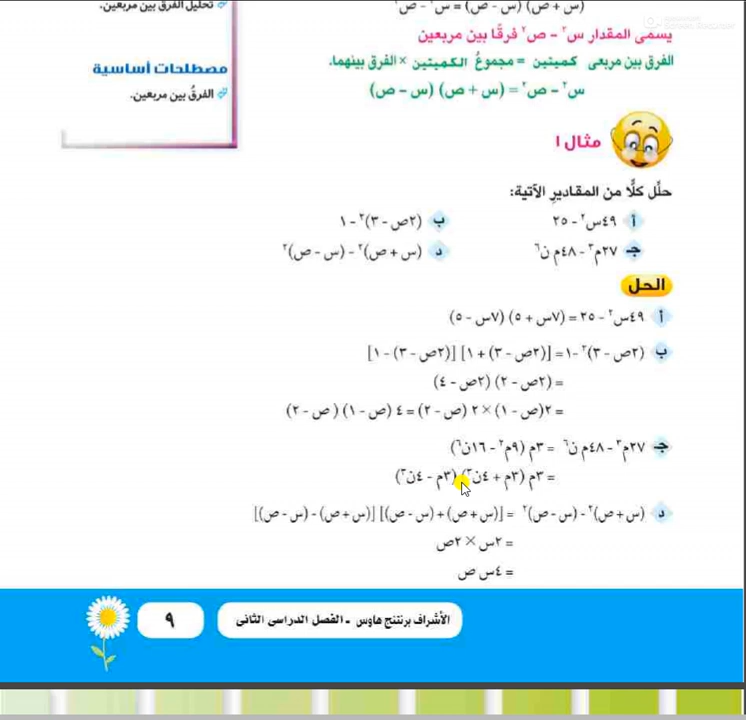 (س + ص) (س - ص) = س٢ - ص٢
تحليل الفرق بين مربعين.
يسمى المقدار س٢ - ص٢ فرقًا بين مربعين
الفرق بين مربعى كميتين = مجموعُ الكميتين × الفرق بينهما.
س٢ - ص٢ = (س + ص) (س - ص)
مصطلحات أساسية
الفرقُ بين مربعين.
مثال ١
حلِّل كلًّا من المقاديرِ الآتية:
أ ٤٩س٢ - ٢٥
ب (٢ص - ٣)٢ - ١
جـ ٢٧م٣ - ٤٨م ن٦
د (س + ص)٢ - (س - ص)٢
الحل
أ ٤٩س٢ - ٢٥ = (٧س + ٥) (٧س - ٥)
ب (٢ص - ٣)٢ -١ = [(٢ص - ٣) + ١] [(٢ص - ٣) - ١]
= (٢ص - ٢) (٢ص - ٤)
= ٢(ص - ١) × ٢ (ص - ٢) = ٤ (ص - ١) ( ص - ٢)
جـ ٢٧م٣ - ٤٨م ن٦ = ٣م (٩م٢ - ١٦ن٦)
= ٣م (٣م + ٤ن٣) (٣م - ٤ن٣)
د (س + ص)٢ - (س - ص)٢ = [(س + ص) + (س - ص)] [(س + ص) - (س - ص)]
= ٢س × ٢ص
= ٤س ص
الأشراف برنتنج هاوس - الفصل الدراسى الثانى
٩